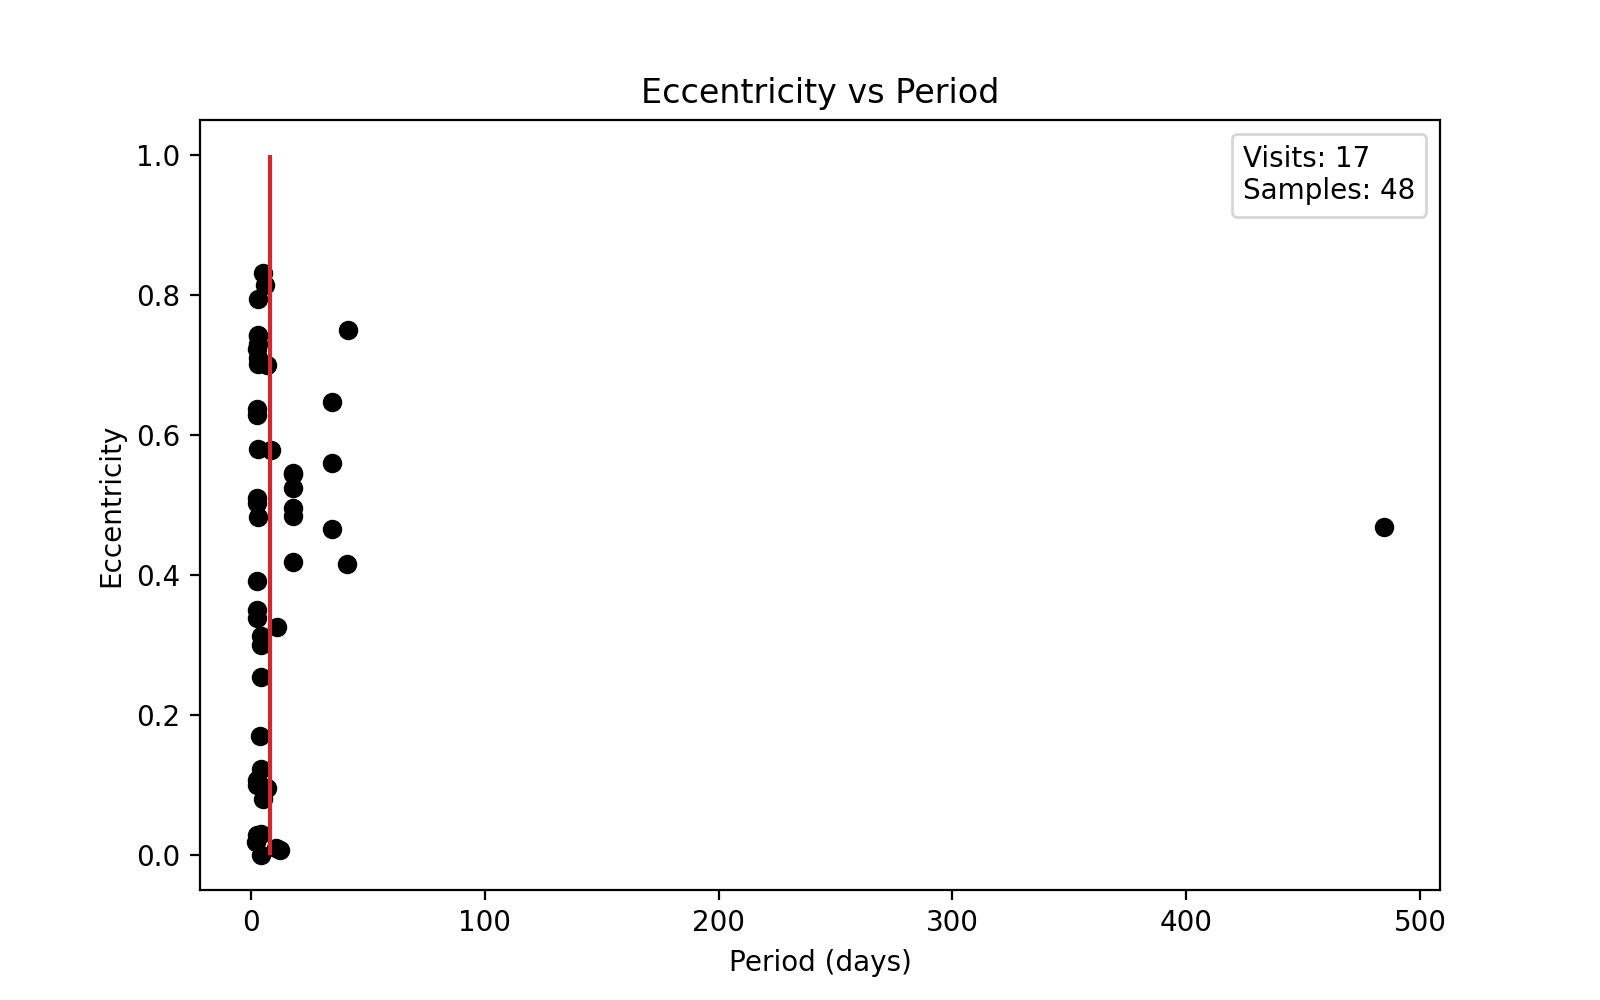 Eccentricity vs Period
Visits: 17
Samples: 48
1.0
0.8
0.6
0.4
0.2
0.0
Eccentricity
0 100 200 300 400 500
Period (days)